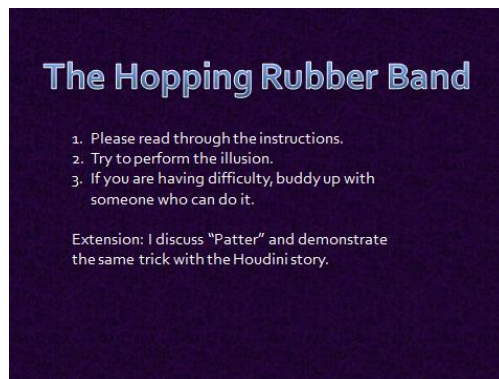 The Hopping Rubber Band
1. Please read through the instructions.
2. Try to perform the illusion.
3. If you are having difficulty, buddy up with
someone who can do it.
Extension: I discuss “Patter” and demonstrate
the same trick with the Houdini story.